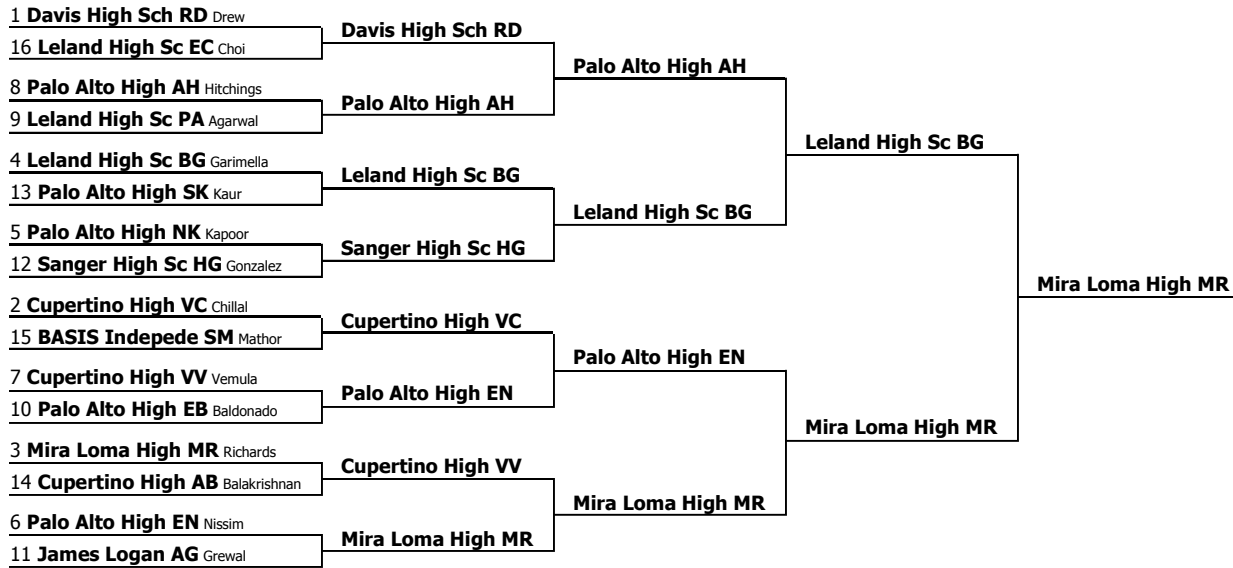 1 Davis High Sch RD Drew
16 Leland High Sc EC Choi
8 Palo Alto High AH Hitchings
9 Leland High Sc PA Agarwal
4 Leland High Sc BG Garimella
13 Palo Alto High SK Kaur
5 Palo Alto High NK Kapoor
12 Sanger High Sc HG Gonzalez
2 Cupertino High VC Chillal
15 BASIS Indepede SM Mathor
7 Cupertino High VV Vemula
10 Palo Alto High EB Baldonado
3 Mira Loma High MR Richards
14 Cupertino High AB Balakrishnan
6 Palo Alto High EN Nissim
11 James Logan AG Grewal
Davis High Sch RD
Palo Alto High AH
Leland High Sc BG
Sanger High Sc HG
Cupertino High VC
Palo Alto High EN
Cupertino High VV
Mira Loma High MR
Palo Alto High AH
Leland High Sc BG
Palo Alto High EN
Mira Loma High MR
Leland High Sc BG
Mira Loma High MR
Mira Loma High MR